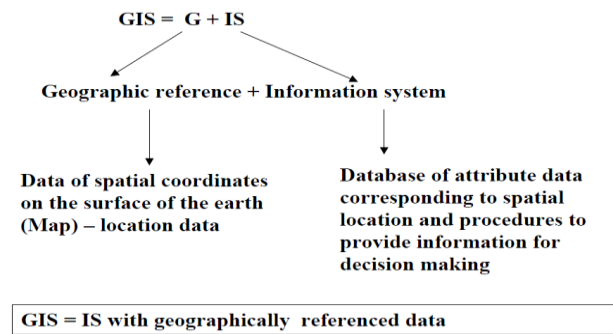 GIS = G + IS
Geographic reference + Information system
Data of spatial coordinates
on the surface of the earth
(Map) – location data
Database of attribute data
corresponding to spatial
location and procedures to
provide information for
decision making
GIS = IS with geographically referenced data